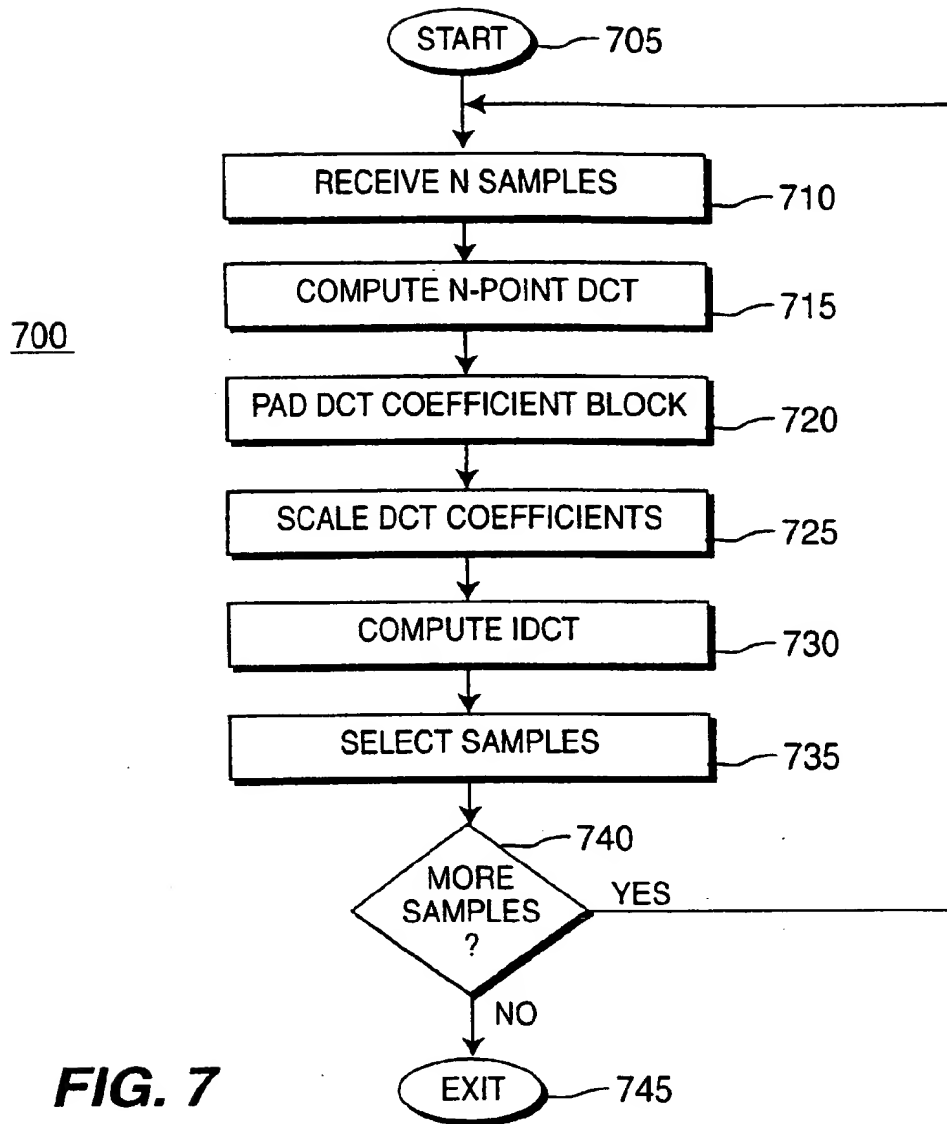 START
705
RECEIVE N SAMPLES
710
COMPUTE N-POINT DCT
715
700
PAD DCT COEFFICIENT BLOCK
720
SCALE DCT COEFFICIENTS
725
COMPUTE IDCT
730
SELECT SAMPLES
735
740
MORE
SAMPLES
?
YES
NO
EXIT
745
FIG. 7